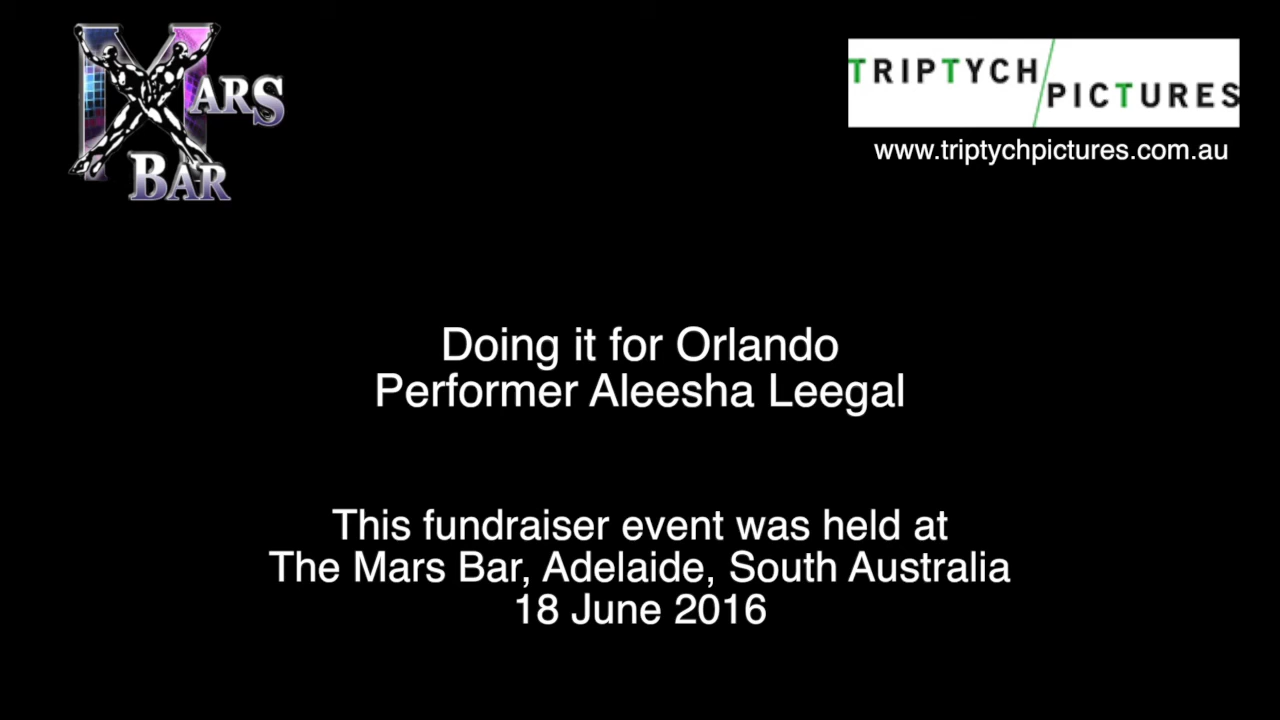 MARS
BAR
TRIPTYCH
PICTURES
www.triptychpictures.com.au
Doing it for Orlando
Performer Aleesha Leegal
This fundraiser event was held at
The Mars Bar, Adelaide, South Australia
18 June 2016